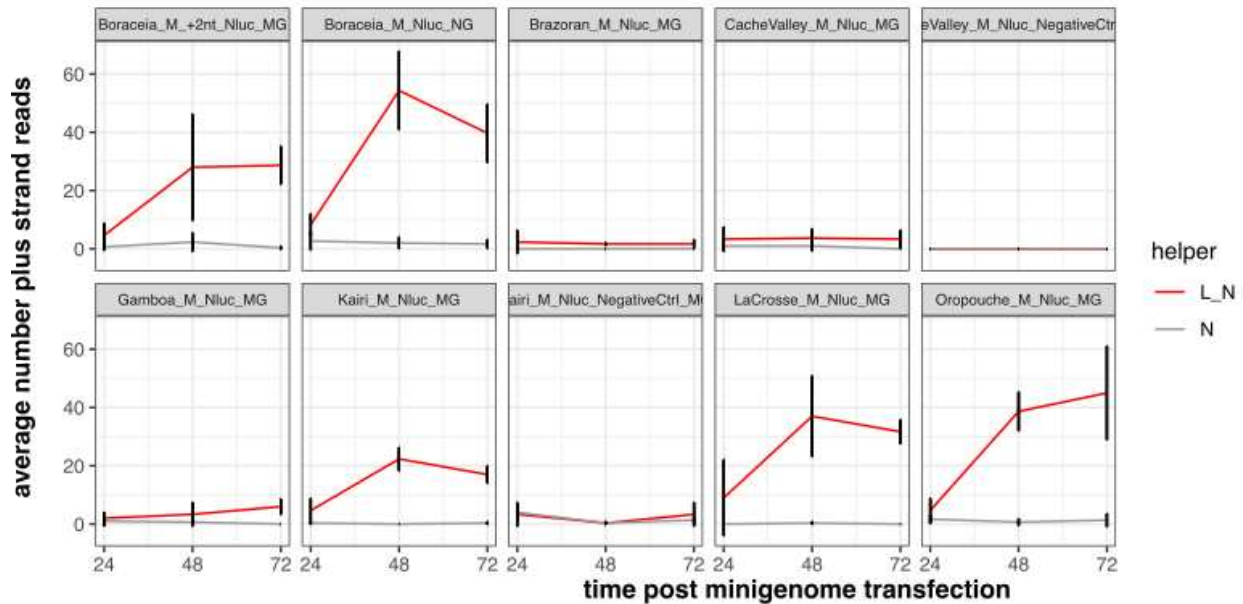 Boraceia_M_+2nt_Nluc_MG
Boraceia_M_Nluc_NG
Brazoran_M_Nluc_MG
CacheValley_M_Nluc_MG
eValley_M_Nluc_NegativeCtr
average number plus strand reads
60
40
20
0
Gamboa_M_Nluc_MG
Kairi_M_Nluc_MG
airi_M_Nluc_NegativeCtrl_M
LaCrosse_M_Nluc_MG
Oropouche_M_Nluc_MG
60
40
20
0
24 48 72
24 48 72
24 48 72
24 48 72
24 48 72
time post minigenome transfection
helper
L_N
N